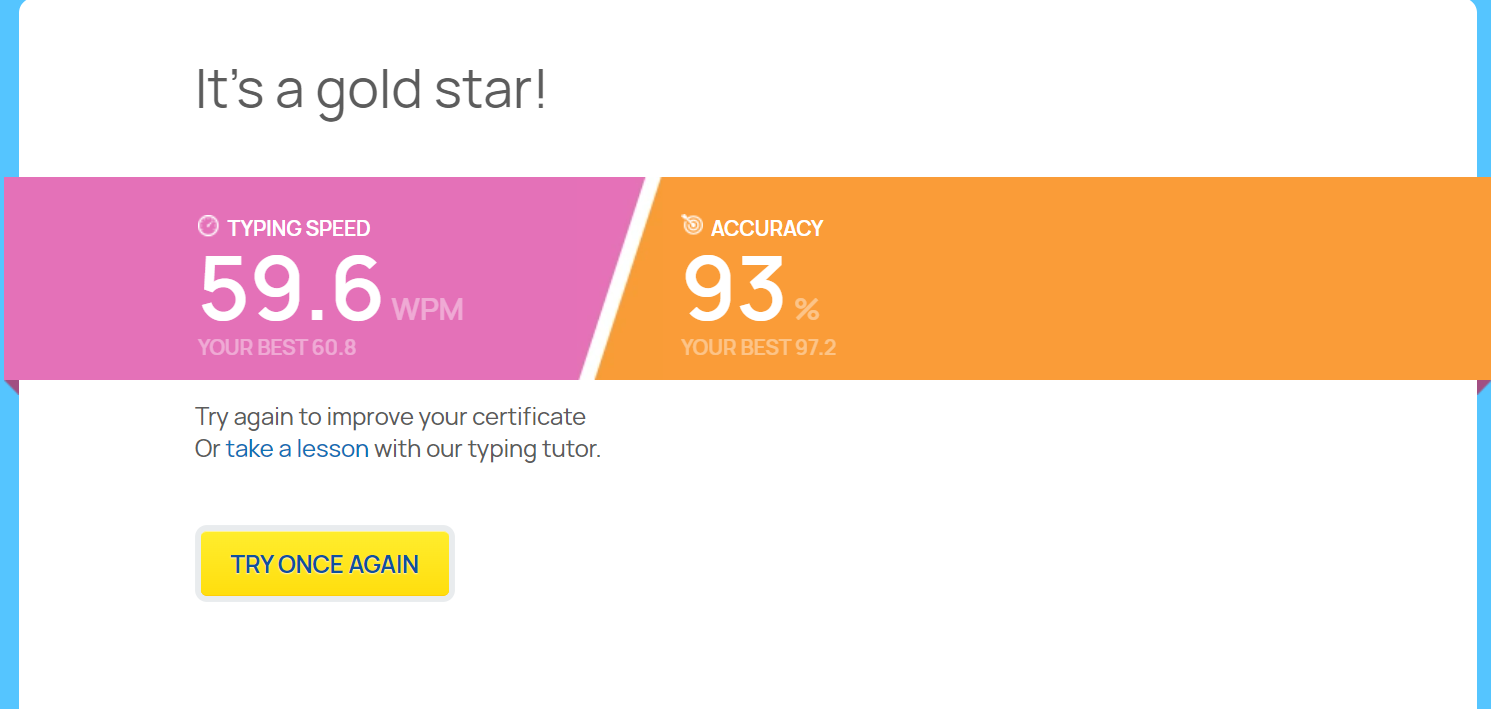 It's a gold star!
TYPING SPEED
59.6 WPM
YOUR BEST 60.8
ACCURACY
93 %
YOUR BEST 97.2
Try again to improve your certificate
Or take a lesson with our typing tutor.
TRY ONCE AGAIN